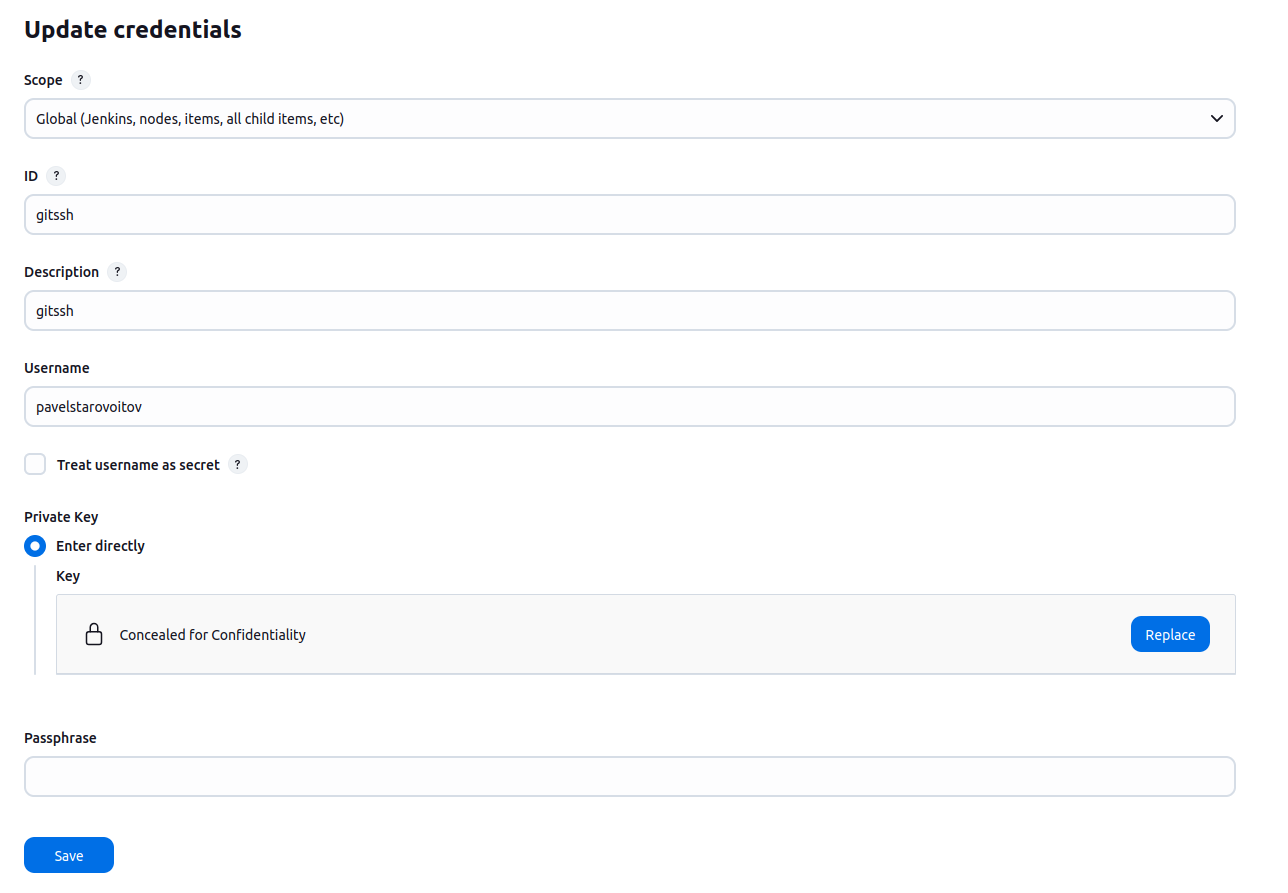 Update credentials
Scope ?
Global (Jenkins, nodes, items, all child items, etc)
ID ?
gitssh
Description ?
gitssh
Username
pavelstarovoitov
Treat username as secret ?
Private Key
Enter directly
Key
Concealed for Confidentiality Replace
Passphrase
Save